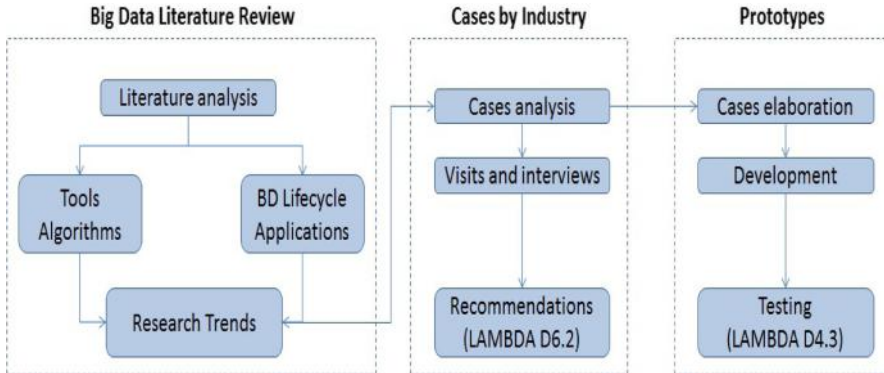 Big Data Literature Review
Literature analysis
Tools
Algorithms
BD Lifecycle
Applications
Research Trends
Cases by Industry
Cases analysis
Visits and interviews
Recommendations
(LAMBDA D6.2)
Prototypes
Cases elaboration
Development
Testing
(LAMBDA D4.3)